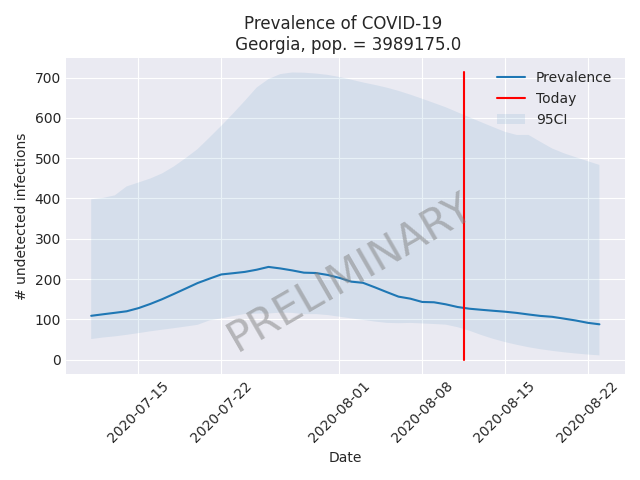 Prevalence of COVID-19
Georgia, pop. = 3989175.0
# undetected infections
700
600
500
400
300
200
100
0
Prevalence
Today
95CI
PRELIMINARY
2020-07-15
2020-07-22
2020-08-01
2020-08-08
2020-08-15
2020-08-22
Date